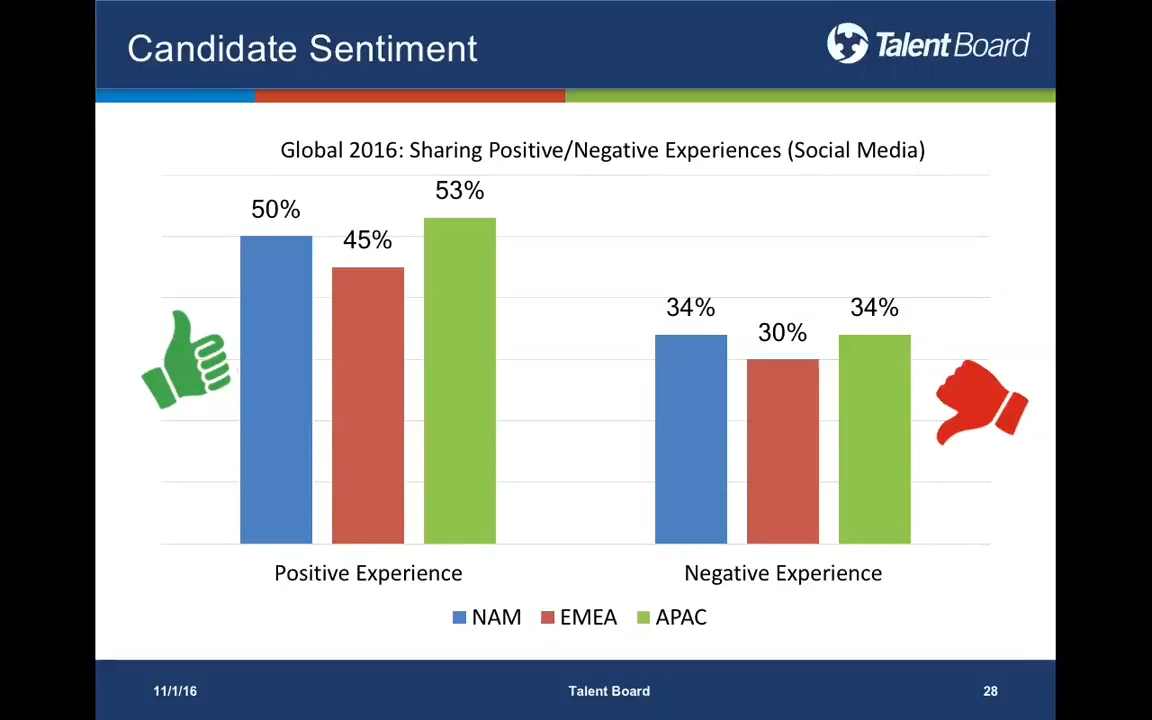 Candidate Sentiment
Talent Board
Global 2016: Sharing Positive/Negative Experiences (Social Media)
50%
45%
53%
34%
30%
34%
Positive Experience
Negative Experience
NAM
EMEA
APAC
11/1/16
Talent Board
28